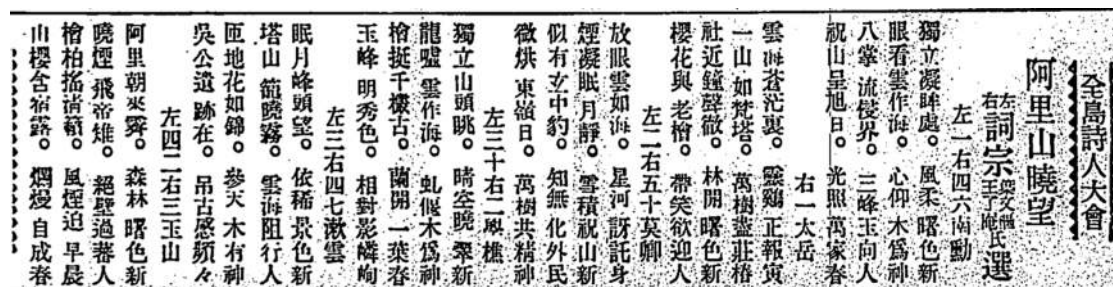 全島詩人大會
阿里山曉望
左右詞宗 王子庵氏選
左一右四六南勳
獨立凝眸處。風柔曙色新
眼看雲作海。心仰木爲神
八掌流侵界。三峰玉向人
祝山呈旭日。光照萬家春
右一太岳
雲海蒼茫裏。靈鷄正報寅
一山如梵塔。萬樹盡莊椿
社近鐘聲徹。林開曙色新
櫻花與老檜。帶笑欲迎人
左二右五十莫卿
放眼雲如海。星河訝託身
煙凝眠月靜。雪積祝山新
似有玄中豹。知無化外民
微烘東嶺日。萬樹共精神
左三十右二樵
獨立山頭眺。晴空曉翠新
龍噓雲作海。虬偃木爲神
檜挺千樓古。蘭開一葉春
玉峰明秀色。相對影嶙峋
左三右四七漱雲
眠月峰頭望。依稀景色新
塔山籠曉霧。雲海阻行人
匝地花如錦。參天木有神
吳公遺跡在。吊古感頻々
左四二右三玉山
阿里朝來霽。森林曙色新
曉煙飛帝雉。絕壁過蕃人
檜柏搖清籟。風煙迫早晨
山櫻含宿露。爛熳自成春